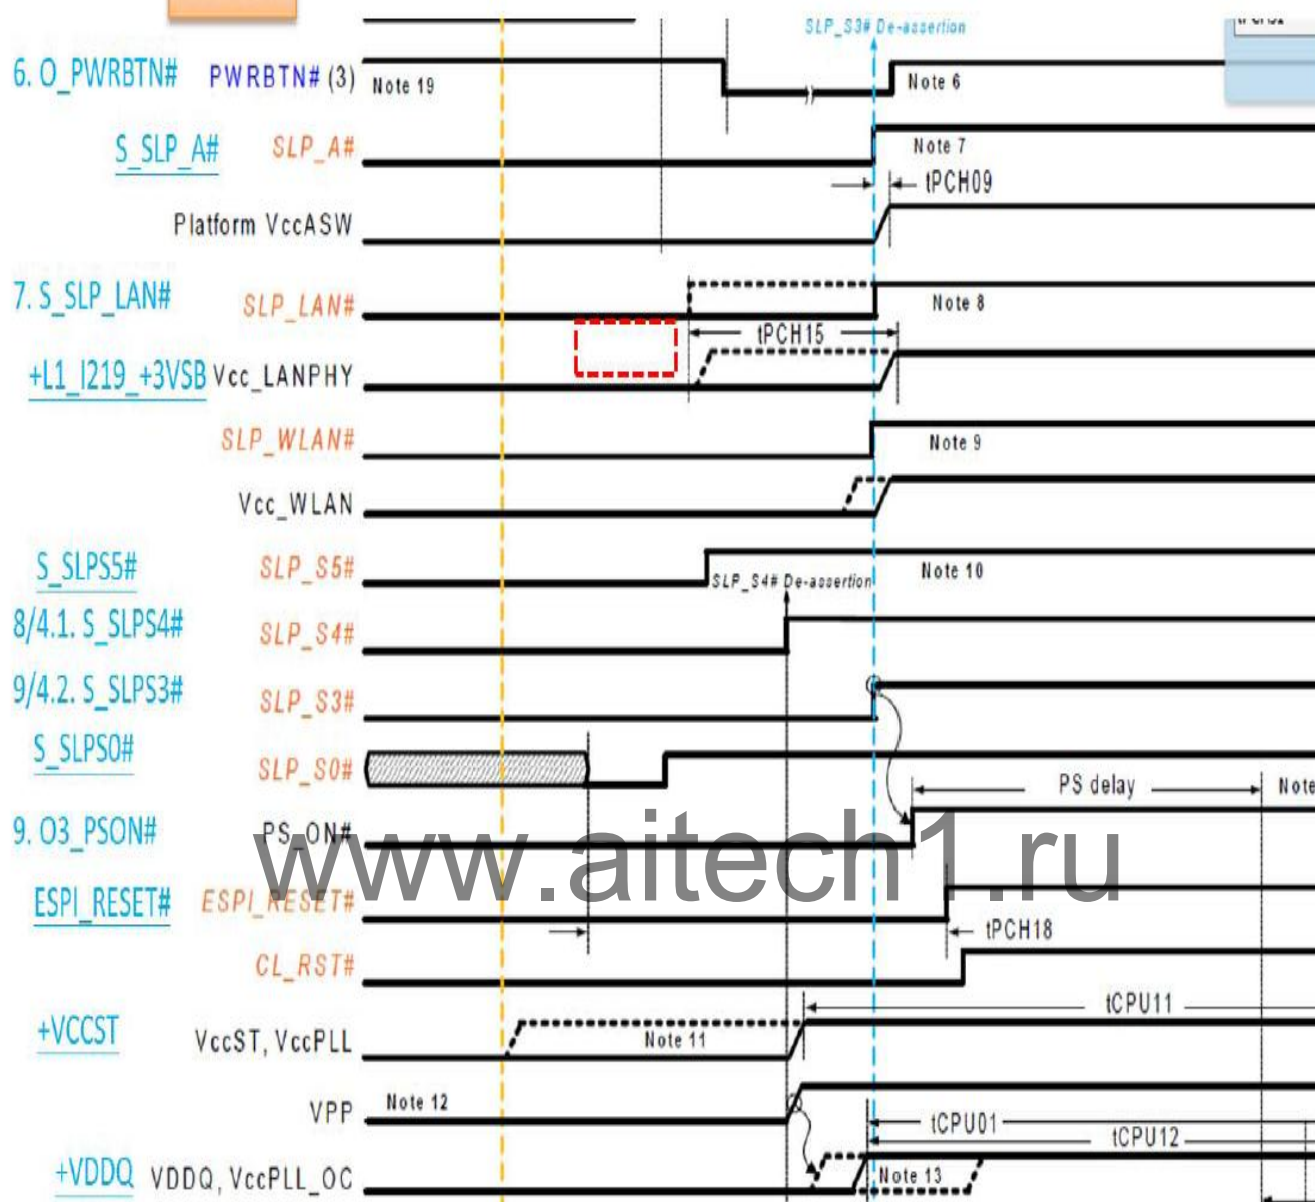 SLP_S3# De-assertion
6. O_PWRBTN# PWRBTN# (3) Note 19 Note 6
S_SLP_A# SLP_A# Note 7
tPCH09
Platform VccASW
7. S_SLP_LAN# SLP_LAN# Note 8
tPCH15
+L1_I219_+3VSB Vcc_LANPHY
SLP_WLAN# Note 9
Vcc_WLAN
S_SLPS5# SLP_S5# Note 10
SLP_S4# De-assertion
8/4.1. S_SLPS4# SLP_S4#
9/4.2. S_SLPS3# SLP_S3#
S_SLPS0# SLP_S0#
PS delay Note
9. O3_PSON# PS_ON#
www.aitech1.ru
ESPI_RESET# ESPI_RESET#
tPCH18
CL_RST#
tCPU11
+VCCST VccST, VccPLL Note 11
VPP Note 12
tCPU01
tCPU12
+VDDQ VDDQ, VccPLL_OC Note 13